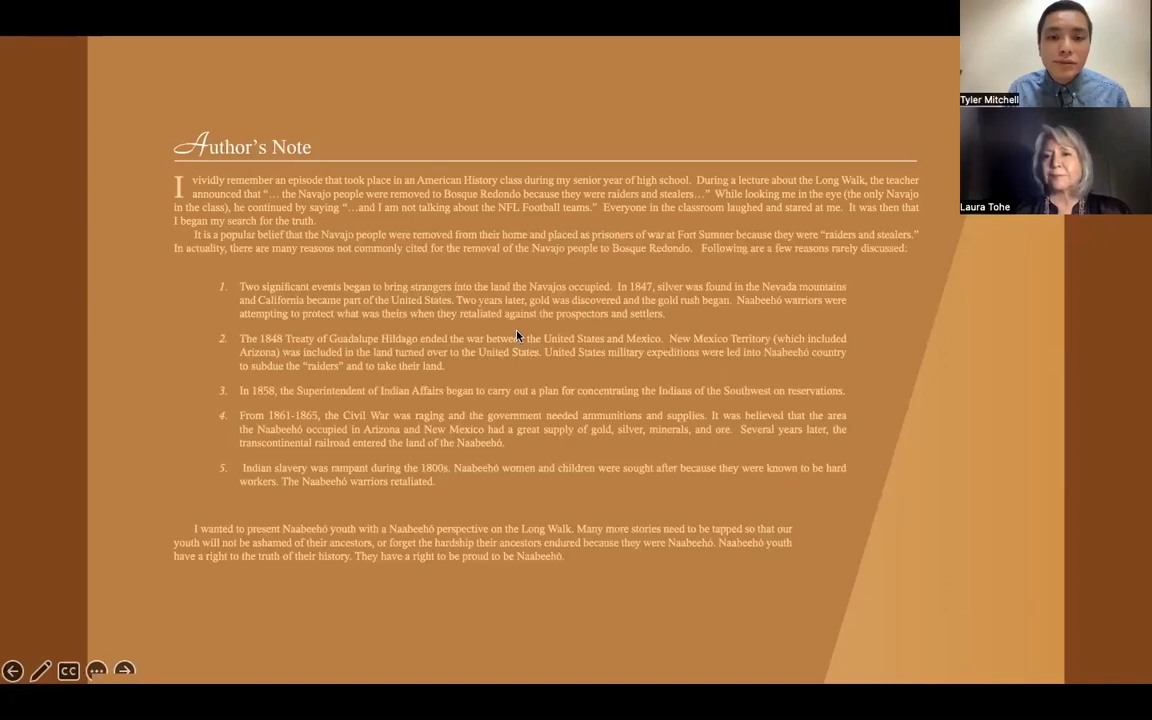 Author's Note
I vividly remember an episode that took place in an American History class during my senior year of high school. During a lecture about the Long Walk, the teacher
announced that "… the Navajo people were removed to Bosque Redondo because they were raiders and stealers…" While looking me in the eye (the only Navajo
in the class), he continued by saying "…and I am not talking about the NFL Football teams." Everyone in the classroom laughed and stared at me. It was then that
I began my search for the truth.
It is a popular belief that the Navajo people were removed from their home and placed as prisoners of war at Fort Sumner because they were "raiders and stealers."
In actuality, there are many reasons not commonly cited for the removal of the Navajo people to Bosque Redondo. Following are a few reasons rarely discussed:
1. Two significant events began to bring strangers into the land the Navajos occupied. In 1847, silver was found in the Nevada mountains
and California became part of the United States. Two years later, gold was discovered and the gold rush began. Naabeehó warriors were
attempting to protect what was theirs when they retaliated against the prospectors and settlers.
2. The 1848 Treaty of Guadalupe Hildago ended the war between the United States and Mexico. New Mexico Territory (which included
Arizona) was included in the land turned over to the United States. United States military expeditions were led into Naabeehó country
to subdue the "raiders" and to take their land.
3. In 1858, the Superintendent of Indian Affairs began to carry out a plan for concentrating the Indians of the Southwest on reservations.
4. From 1861-1865, the Civil War was raging and the government needed ammunitions and supplies. It was believed that the area
the Naabeehó occupied in Arizona and New Mexico had a great supply of gold, silver, minerals, and ore. Several years later, the
transcontinental railroad entered the land of the Naabeehó.
5. Indian slavery was rampant during the 1800s. Naabeehó women and children were sought after because they were known to be hard
workers. The Naabeehó warriors retaliated.
I wanted to present Naabeehó youth with a Naabeehó perspective on the Long Walk. Many more stories need to be tapped so that our
youth will not be ashamed of their ancestors, or forget the hardship their ancestors endured because they were Naabeehó. Naabeehó youth
have a right to the truth of their history. They have a right to be proud to be Naabeehó.
Tyler Mitchell
Laura Tohe
CC